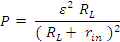 P = ε² R_L / ( R_L + r_in )²